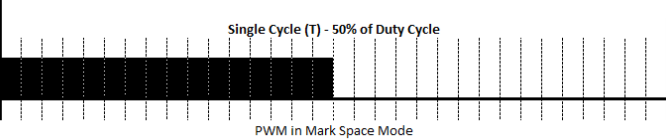 Single Cycle (T) - 50% of Duty Cycle
PWM in Mark Space Mode